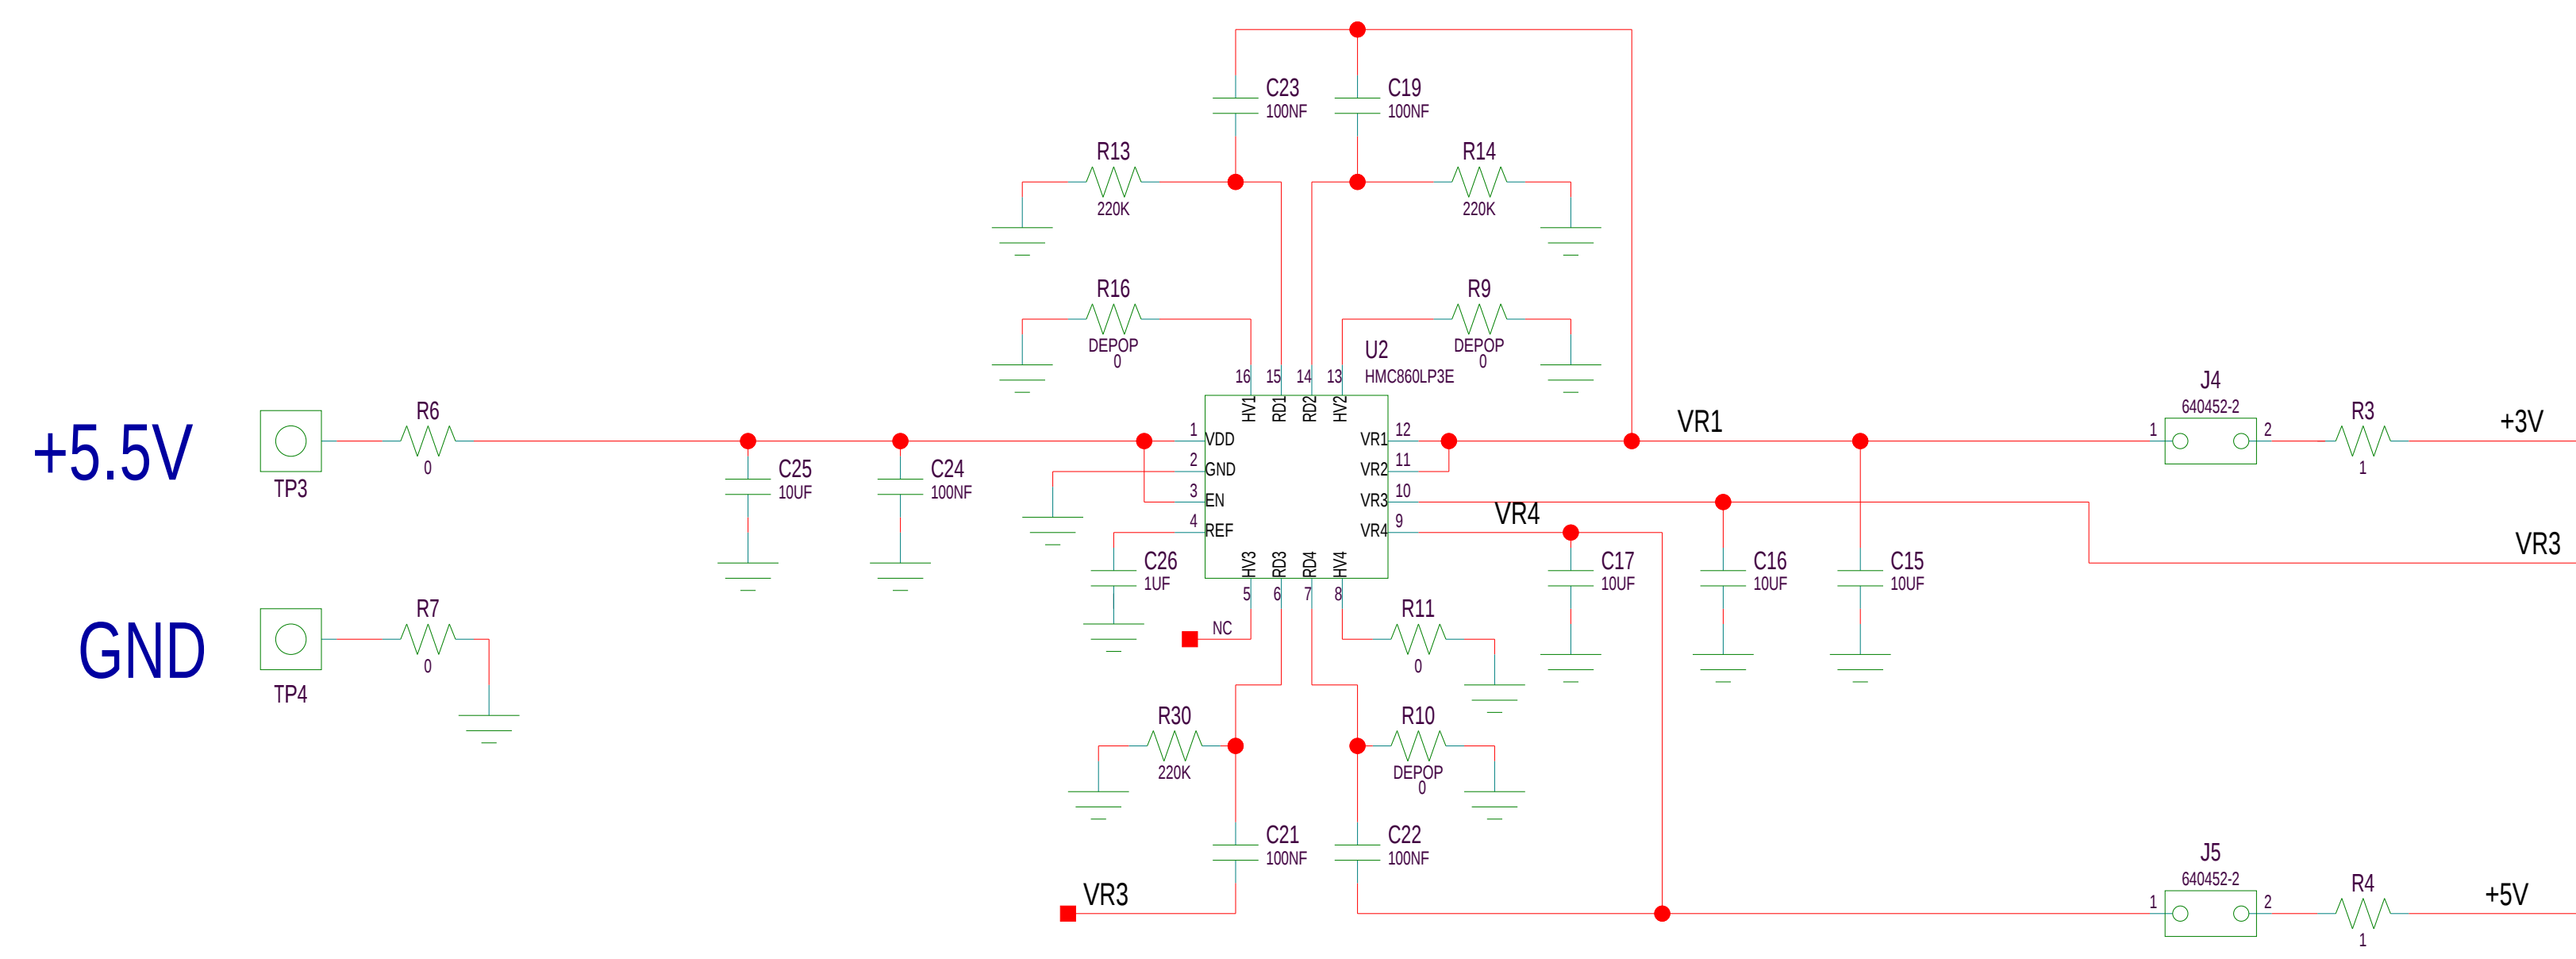 C23
100NF
C19
100NF
R13
220K
R14
220K
R16
DEPOP
0
R9
DEPOP
0
U2
HMC860LP3E
16
15
14
13
HV1
RD1
RD2
HV2
+5.5V
TP3
R6
0
C25
10UF
C24
100NF
1
VDD
2
GND
3
EN
4
REF
VR1
12
VR2
11
VR3
10
VR4
9
HV3
RD3
RD4
HV4
5
6
7
8
VR1
VR4
J4
640452-2
1
2
R3
1
+3V
VR3
C26
1UF
C17
10UF
C16
10UF
C15
10UF
GND
TP4
R7
0
NC
R11
0
R30
220K
R10
DEPOP
0
C21
100NF
C22
100NF
VR3
J5
640452-2
1
2
R4
1
+5V